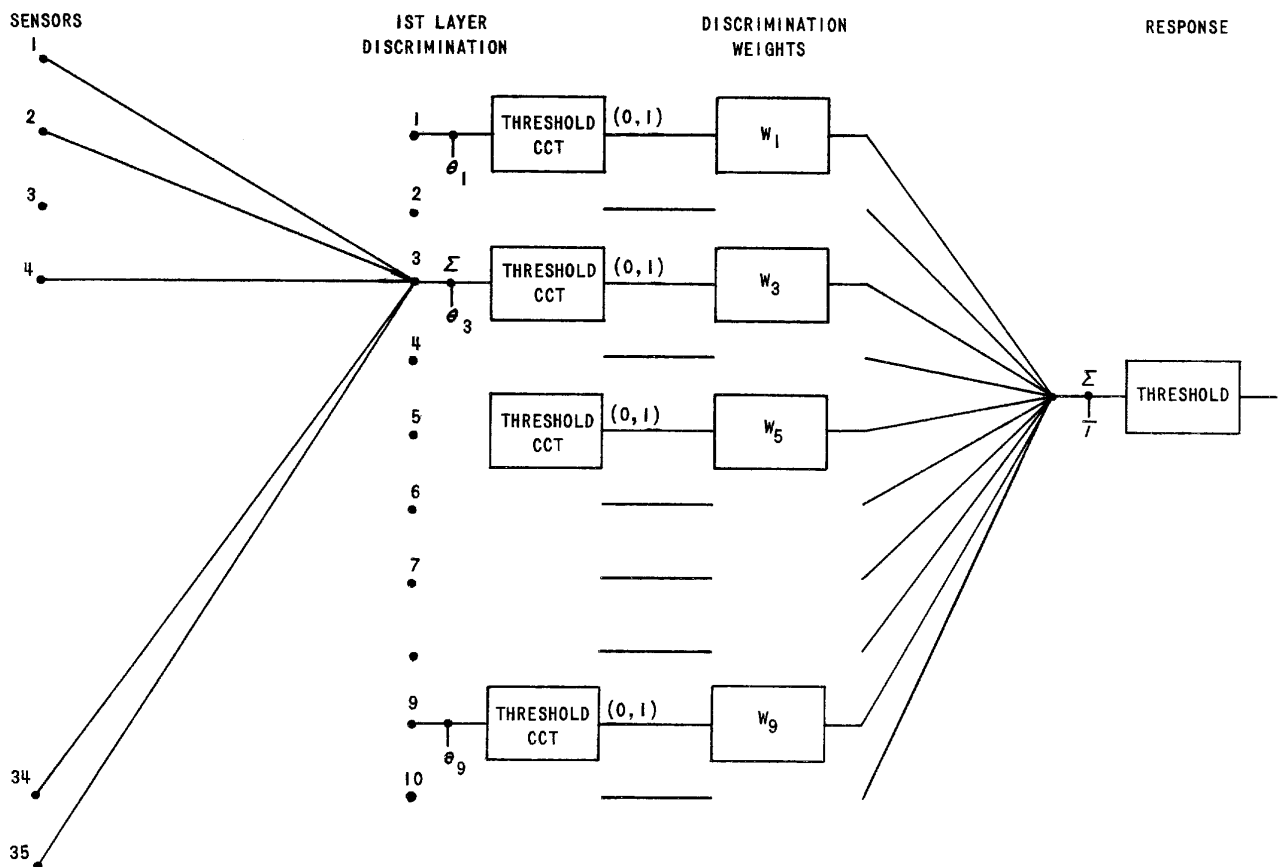 SENSORS
1ST LAYER
DISCRIMINATION
DISCRIMINATION
WEIGHTS
RESPONSE
1
2
3
4
34
35
1
θ1
THRESHOLD
CCT
(0,1)
W1
2
3
Σ
θ3
THRESHOLD
CCT
(0,1)
W3
4
5
THRESHOLD
CCT
(0,1)
W5
6
7
9
θ9
THRESHOLD
CCT
(0,1)
W9
10
Σ
THRESHOLD